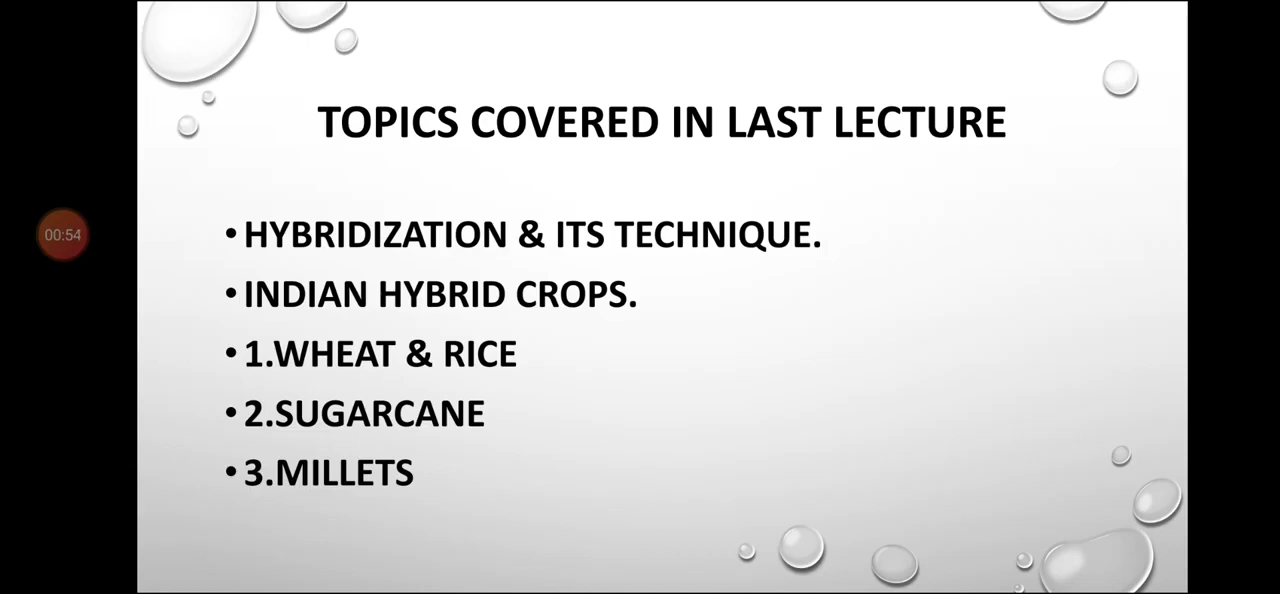 TOPICS COVERED IN LAST LECTURE
00:54
• HYBRIDIZATION & ITS TECHNIQUE.
• INDIAN HYBRID CROPS.
• 1.WHEAT & RICE
• 2.SUGARCANE
• 3.MILLETS